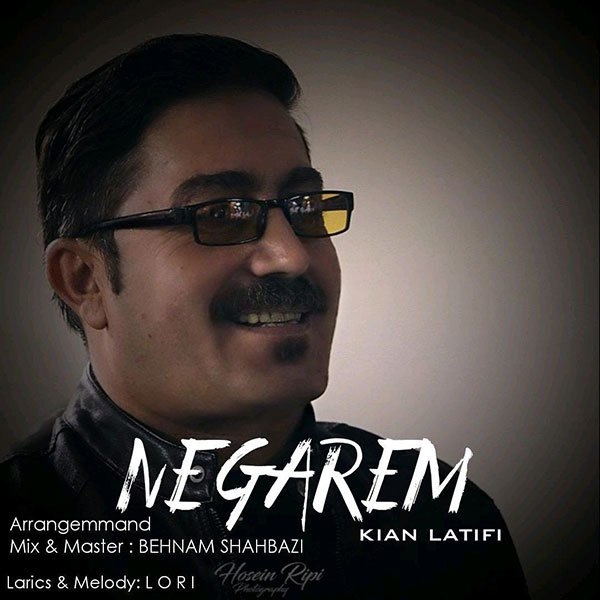 NEGAREM
KIAN LATIFI
Arrangemmand
Mix & Master : BEHNAM SHAHBAZI
Larics & Melody: L O R I
Hosein Ripi
Photography